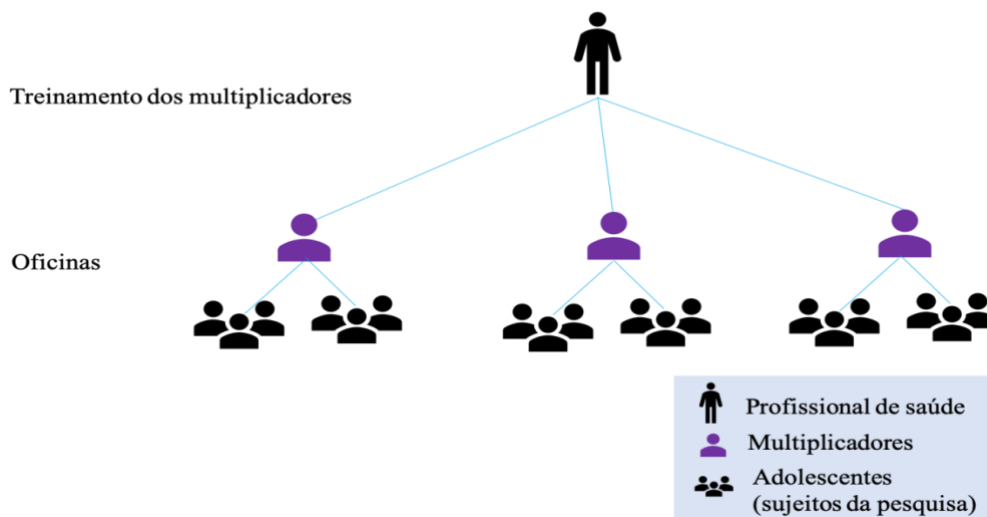 Treinamento dos multiplicadores
Oficinas
Profissional de saúde
Multiplicadores
Adolescentes
(sujeitos da pesquisa)